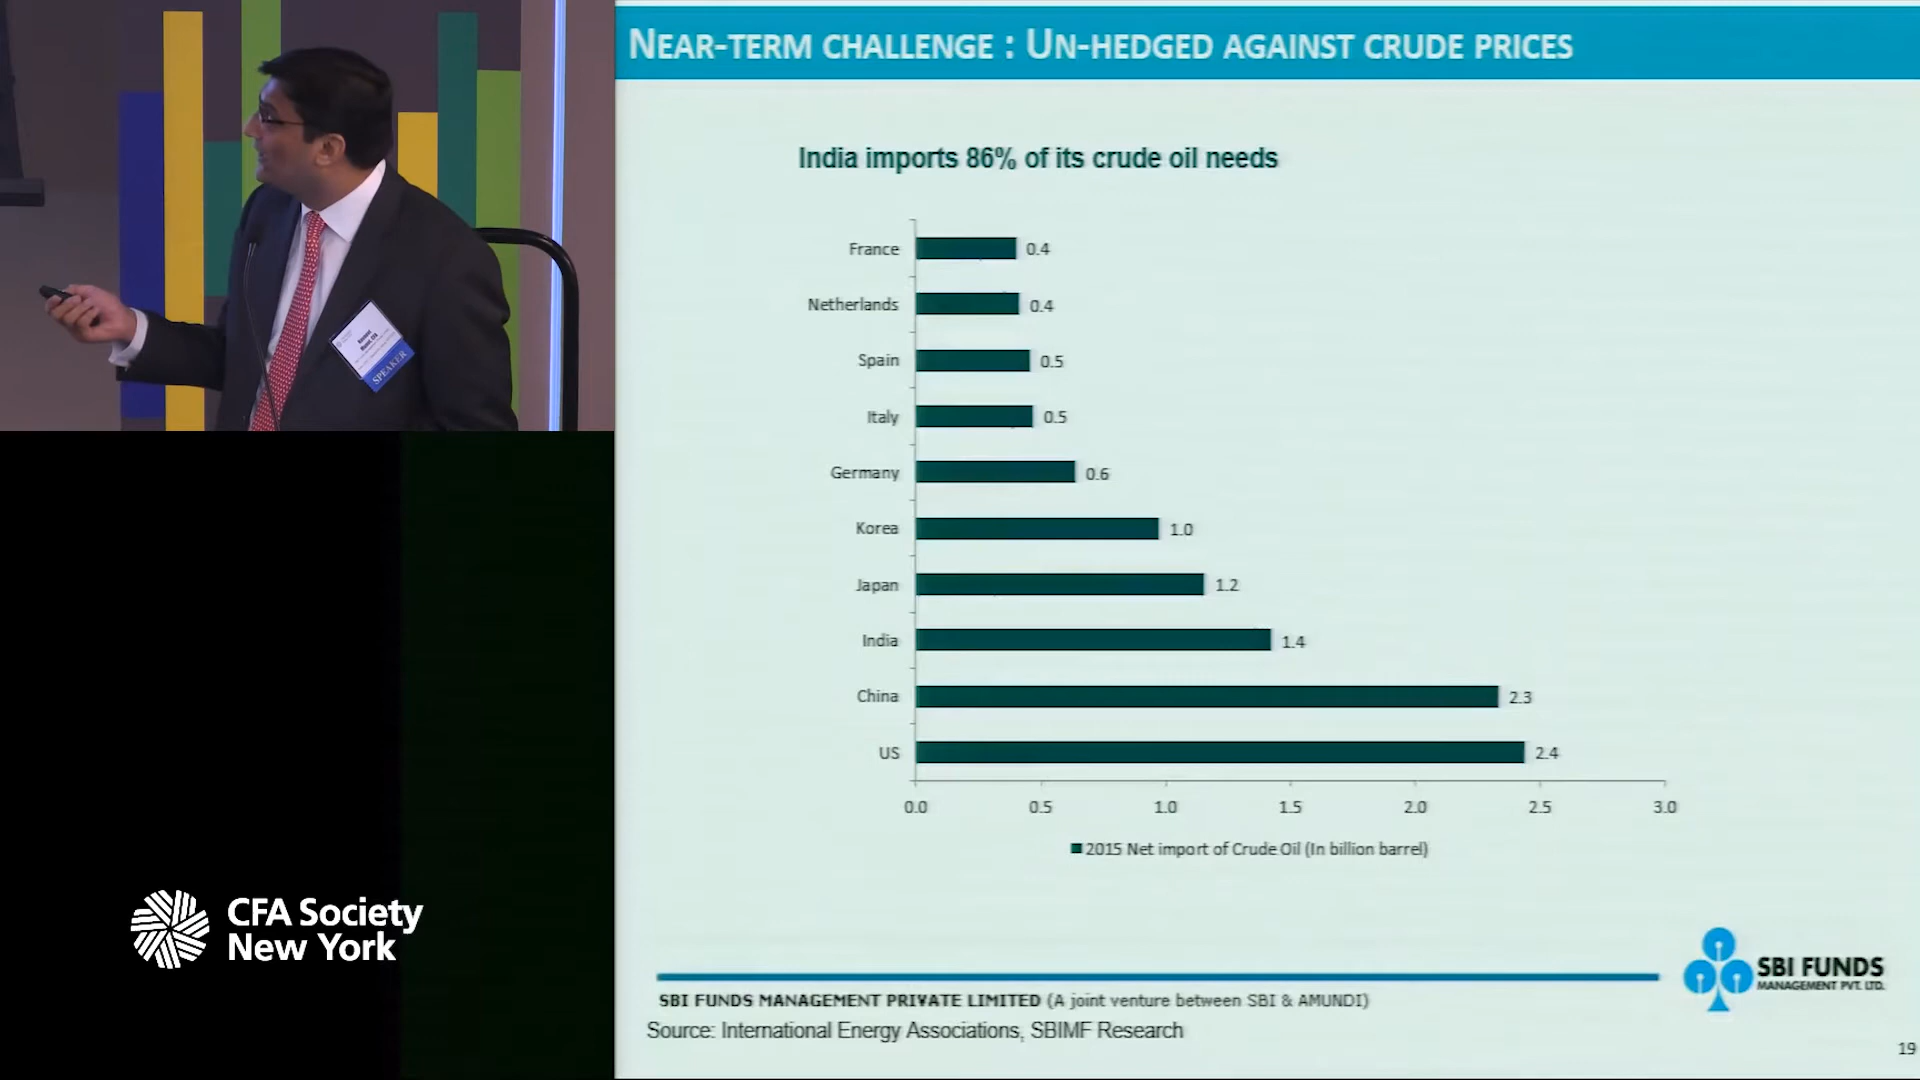 NEAR-TERM CHALLENGE : UN-HEDGED AGAINST CRUDE PRICES
India imports 86% of its crude oil needs
France 0.4
Netherlands 0.4
Spain 0.5
Italy 0.5
Germany 0.6
Korea 1.0
Japan 1.2
India 1.4
China 2.3
US 2.4
0.0 0.5 1.0 1.5 2.0 2.5 3.0
2015 Net import of Crude Oil (In billion barrel)
SPEAKER
CFA Society
New York
SBI FUNDS
MANAGEMENT PVT. LTD.
SBI FUNDS MANAGEMENT PRIVATE LIMITED (A joint venture between SBI & AMUNDI)
Source: International Energy Associations, SBIMF Research
19